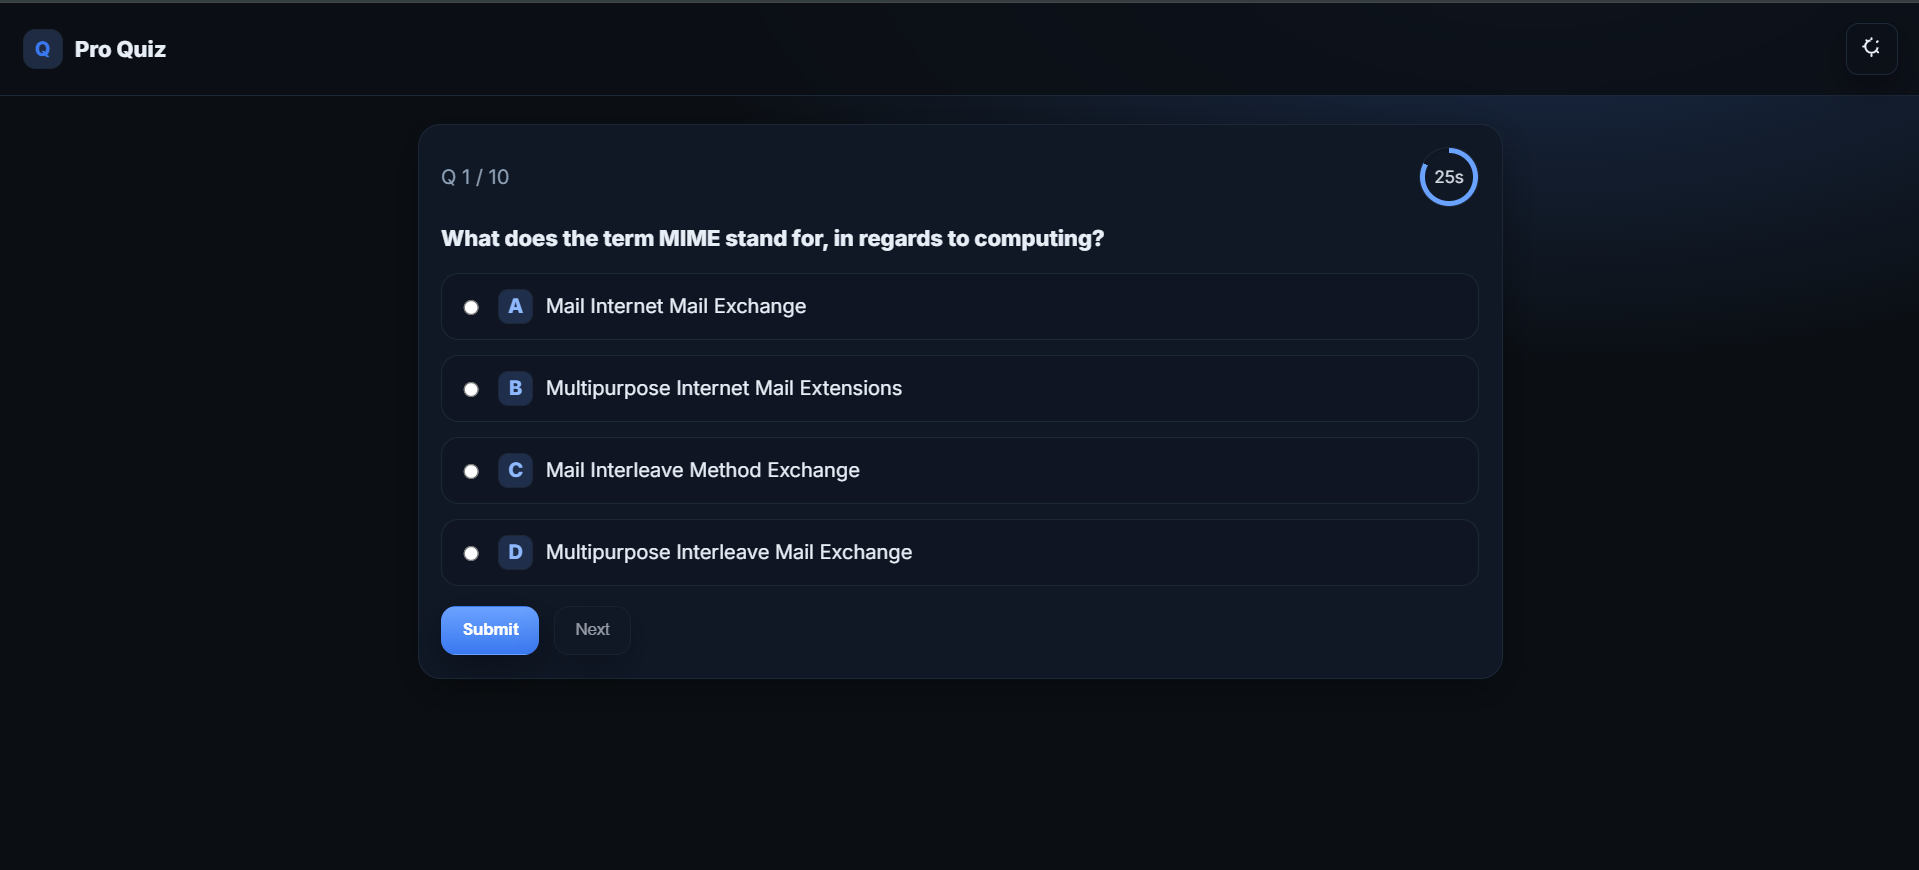 Q Pro Quiz
Q 1 / 10
25s
What does the term MIME stand for, in regards to computing?
A Mail Internet Mail Exchange
B Multipurpose Internet Mail Extensions
C Mail Interleave Method Exchange
D Multipurpose Interleave Mail Exchange
Submit Next